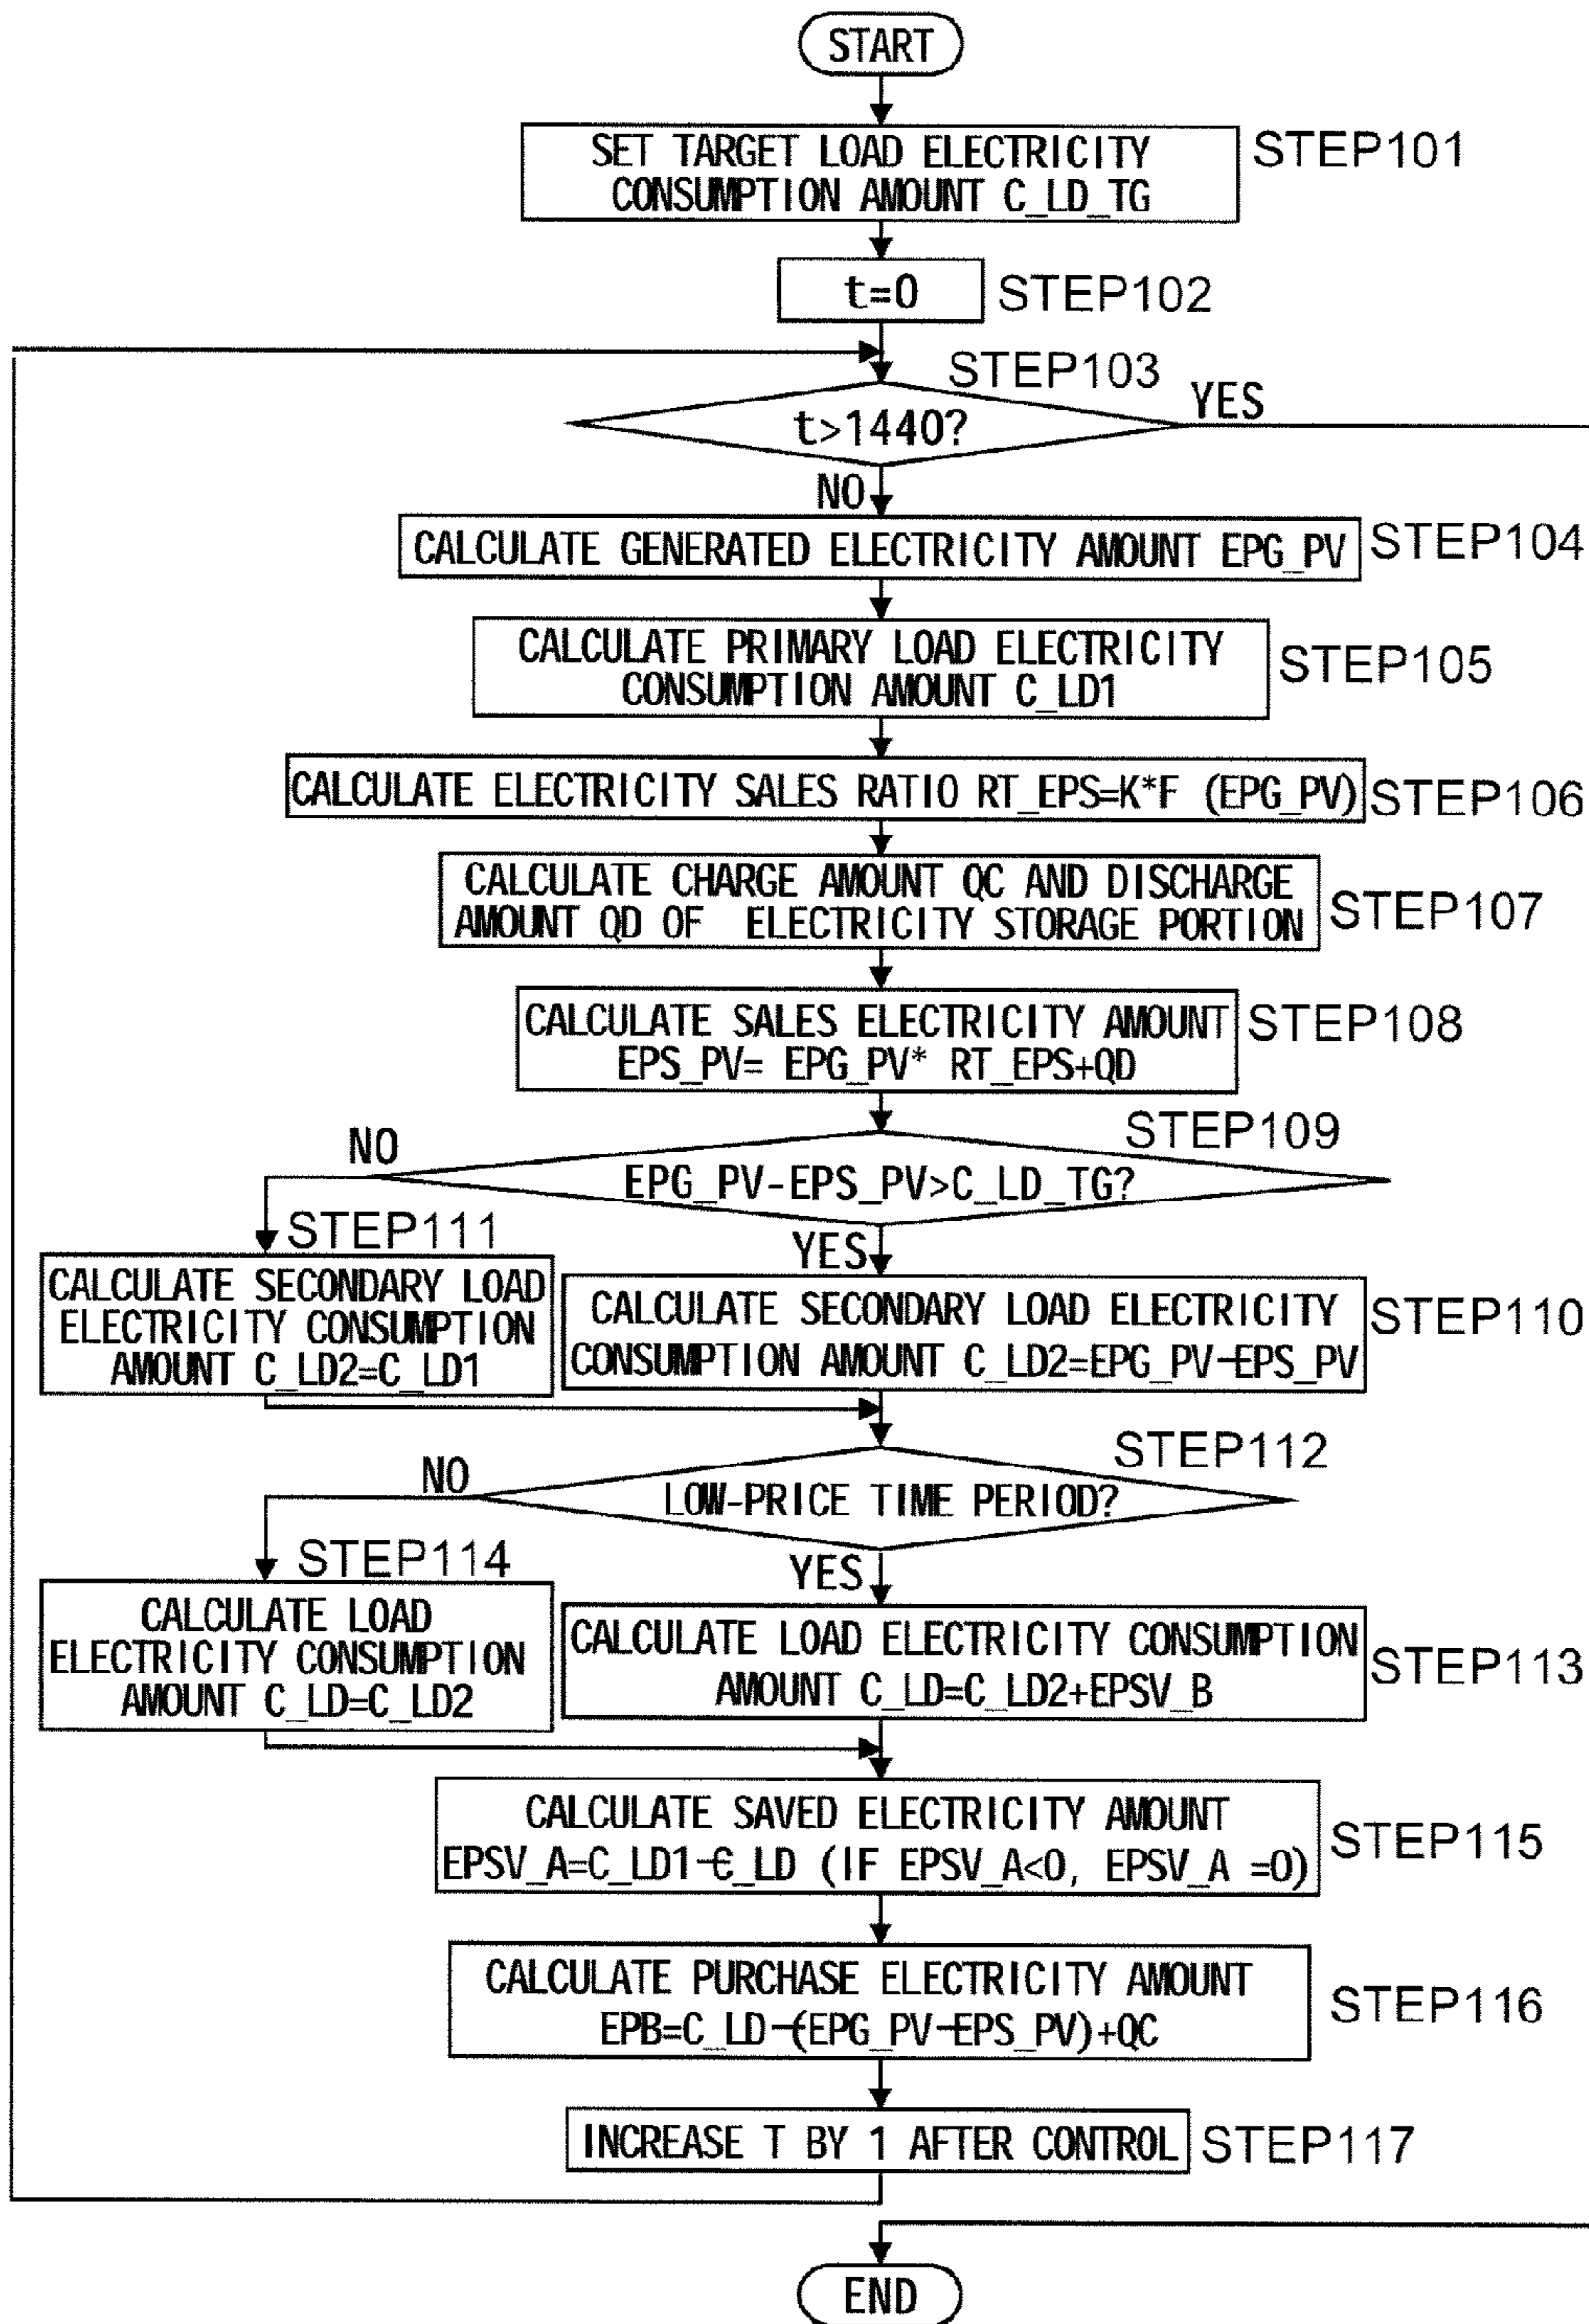 START
SET TARGET LOAD ELECTRICITY
CONSUMPTION AMOUNT C_LD_TG
STEP101
t=0
STEP102
STEP103
t>1440?
YES
NO
CALCULATE GENERATED ELECTRICITY AMOUNT EPG_PV
STEP104
CALCULATE PRIMARY LOAD ELECTRICITY
CONSUMPTION AMOUNT C_LD1
STEP105
CALCULATE ELECTRICITY SALES RATIO RT_EPS=K*F (EPG_PV)
STEP106
CALCULATE CHARGE AMOUNT QC AND DISCHARGE
AMOUNT QD OF ELECTRICITY STORAGE PORTION
STEP107
CALCULATE SALES ELECTRICITY AMOUNT
EPS_PV= EPG_PV* RT_EPS+QD
STEP108
STEP109
NO
EPG_PV-EPS_PV>C_LD_TG?
YES
STEP111
CALCULATE SECONDARY LOAD
ELECTRICITY CONSUMPTION
AMOUNT C_LD2=C_LD1
CALCULATE SECONDARY LOAD ELECTRICITY
CONSUMPTION AMOUNT C_LD2=EPG_PV-EPS_PV
STEP110
STEP112
NO
LOW-PRICE TIME PERIOD?
YES
STEP114
CALCULATE LOAD
ELECTRICITY CONSUMPTION
AMOUNT C_LD=C_LD2
CALCULATE LOAD ELECTRICITY CONSUMPTION
AMOUNT C_LD=C_LD2+EPSV_B
STEP113
CALCULATE SAVED ELECTRICITY AMOUNT
EPSV_A=C_LD1-C_LD (IF EPSV_A<0, EPSV_A =0)
STEP115
CALCULATE PURCHASE ELECTRICITY AMOUNT
EPB=C_LD-(EPG_PV-EPS_PV)+QC
STEP116
INCREASE T BY 1 AFTER CONTROL
STEP117
END